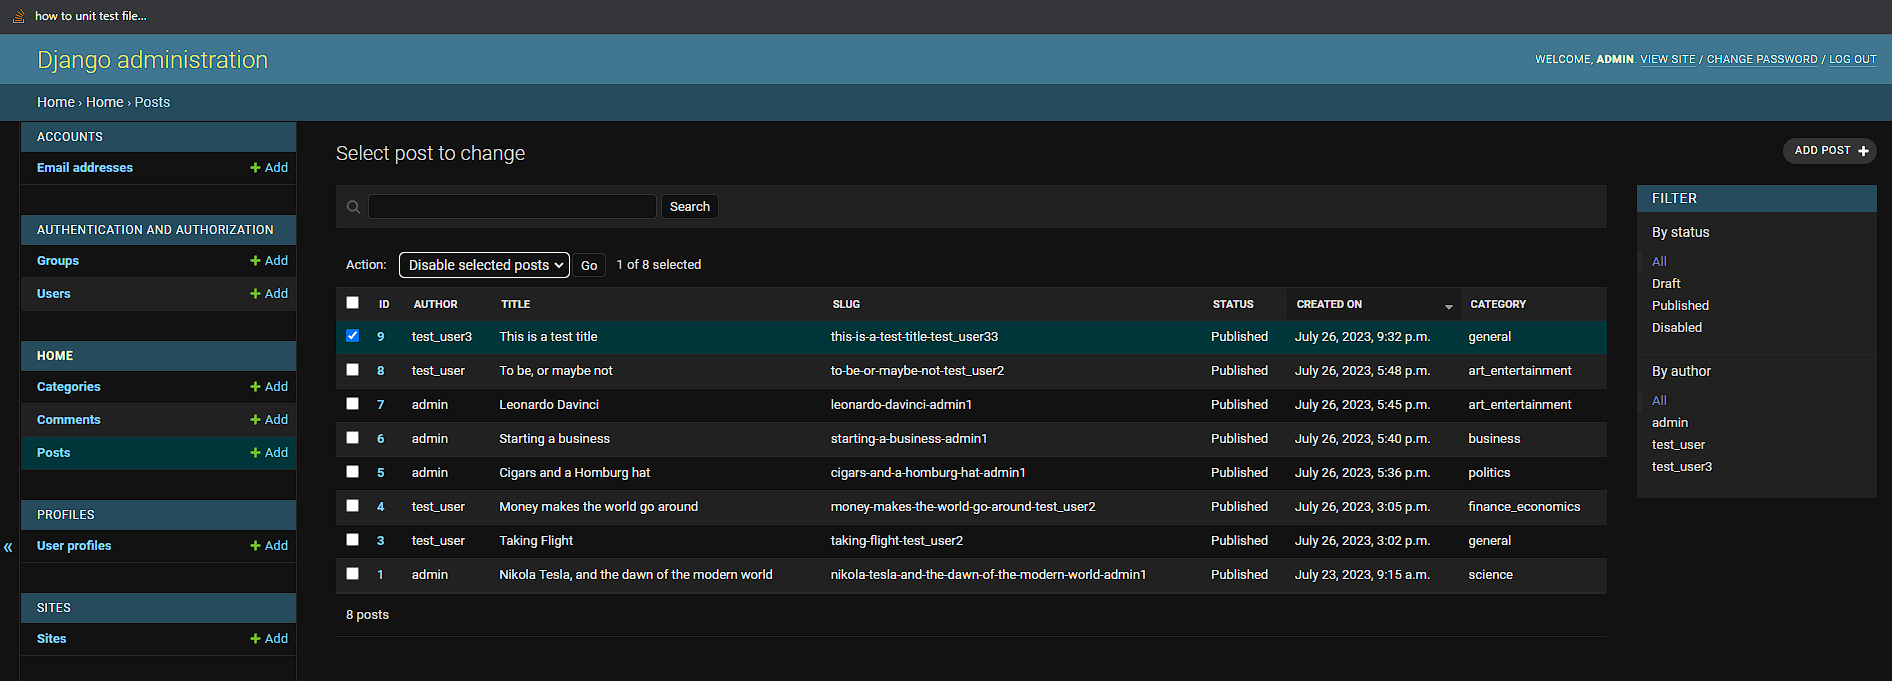 how to unit test file...
Django administration
WELCOME, ADMIN. VIEW SITE / CHANGE PASSWORD / LOG OUT
Home › Home › Posts
ACCOUNTS
Email addresses + Add
AUTHENTICATION AND AUTHORIZATION
Groups + Add
Users + Add
HOME
Categories + Add
Comments + Add
Posts + Add
PROFILES
User profiles + Add
SITES
Sites + Add
«
Select post to change
ADD POST +
Search
Action: Disable selected posts Go 1 of 8 selected
ID AUTHOR TITLE SLUG STATUS CREATED ON CATEGORY
9 test_user3 This is a test title this-is-a-test-title-test_user33 Published July 26, 2023, 9:32 p.m. general
8 test_user To be, or maybe not to-be-or-maybe-not-test_user2 Published July 26, 2023, 5:48 p.m. art_entertainment
7 admin Leonardo Davinci leonardo-davinci-admin1 Published July 26, 2023, 5:45 p.m. art_entertainment
6 admin Starting a business starting-a-business-admin1 Published July 26, 2023, 5:40 p.m. business
5 admin Cigars and a Homburg hat cigars-and-a-homburg-hat-admin1 Published July 26, 2023, 5:36 p.m. politics
4 test_user Money makes the world go around money-makes-the-world-go-around-test_user2 Published July 26, 2023, 3:05 p.m. finance_economics
3 test_user Taking Flight taking-flight-test_user2 Published July 26, 2023, 3:02 p.m. general
1 admin Nikola Tesla, and the dawn of the modern world nikola-tesla-and-the-dawn-of-the-modern-world-admin1 Published July 23, 2023, 9:15 a.m. science
8 posts
FILTER
By status
All
Draft
Published
Disabled
By author
All
admin
test_user
test_user3